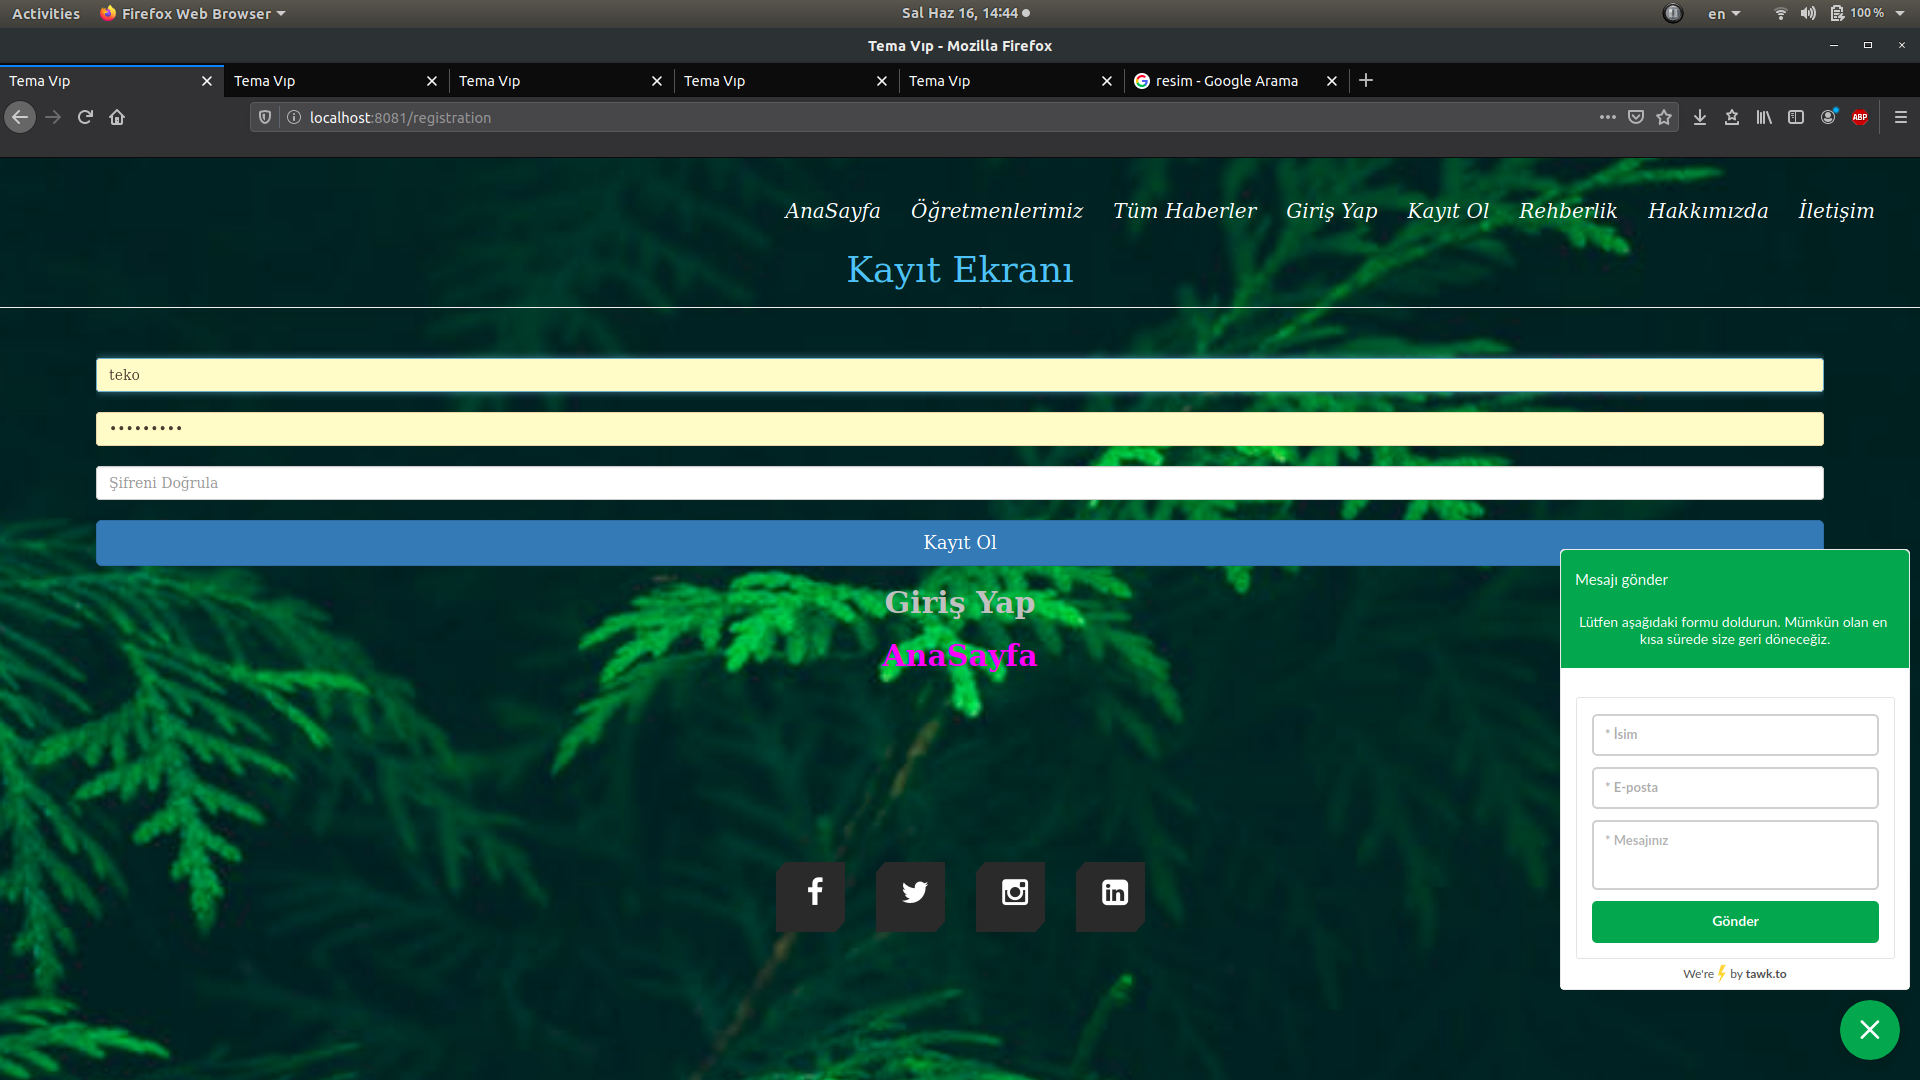 Activities Firefox Web Browser Sal Haz 16, 14:44 en 100 %
Tema Vıp - Mozilla Firefox
Tema Vıp Tema Vıp Tema Vıp Tema Vıp Tema Vıp resim - Google Arama
localhost:8081/registration ABP
AnaSayfa Öğretmenlerimiz Tüm Haberler Giriş Yap Kayıt Ol Rehberlik Hakkımızda İletişim
Kayıt Ekranı
teko
•••••••••
Şifreni Doğrula
Kayıt Ol
Giriş Yap
AnaSayfa
Mesajı gönder
Lütfen aşağıdaki formu doldurun. Mümkün olan en
kısa sürede size geri döneceğiz.
* İsim
* E-posta
* Mesajınız
Gönder
We're by tawk.to